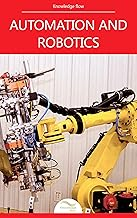 Knowledge flow
AUTOMATION AND
ROBOTICS